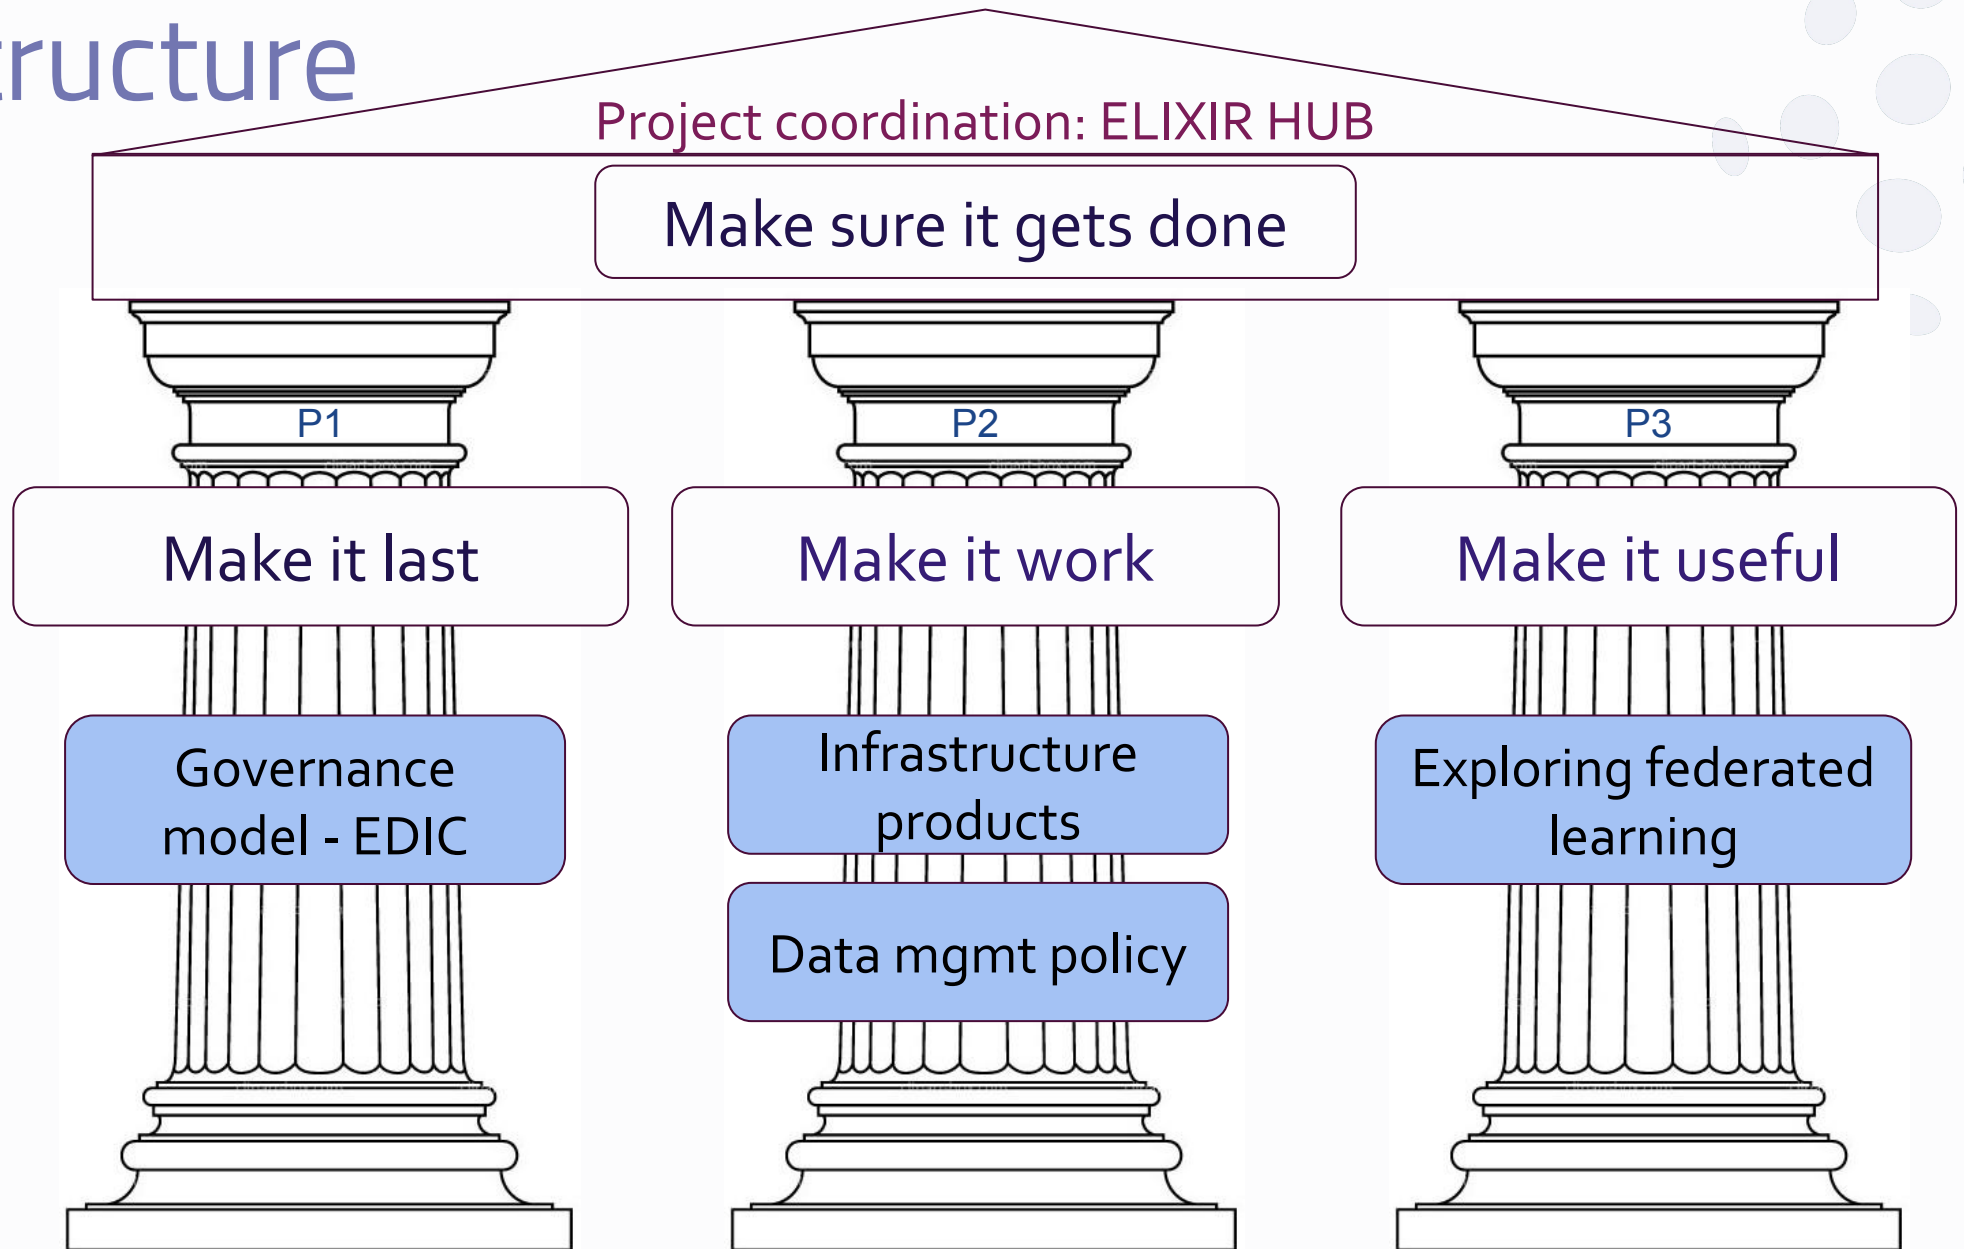 ructure
Project coordination: ELIXIR HUB
Make sure it gets done
P1
P2
P3
Make it last
Make it work
Make it useful
Governance
model - EDIC
Infrastructure
products
Exploring federated
learning
Data mgmt policy